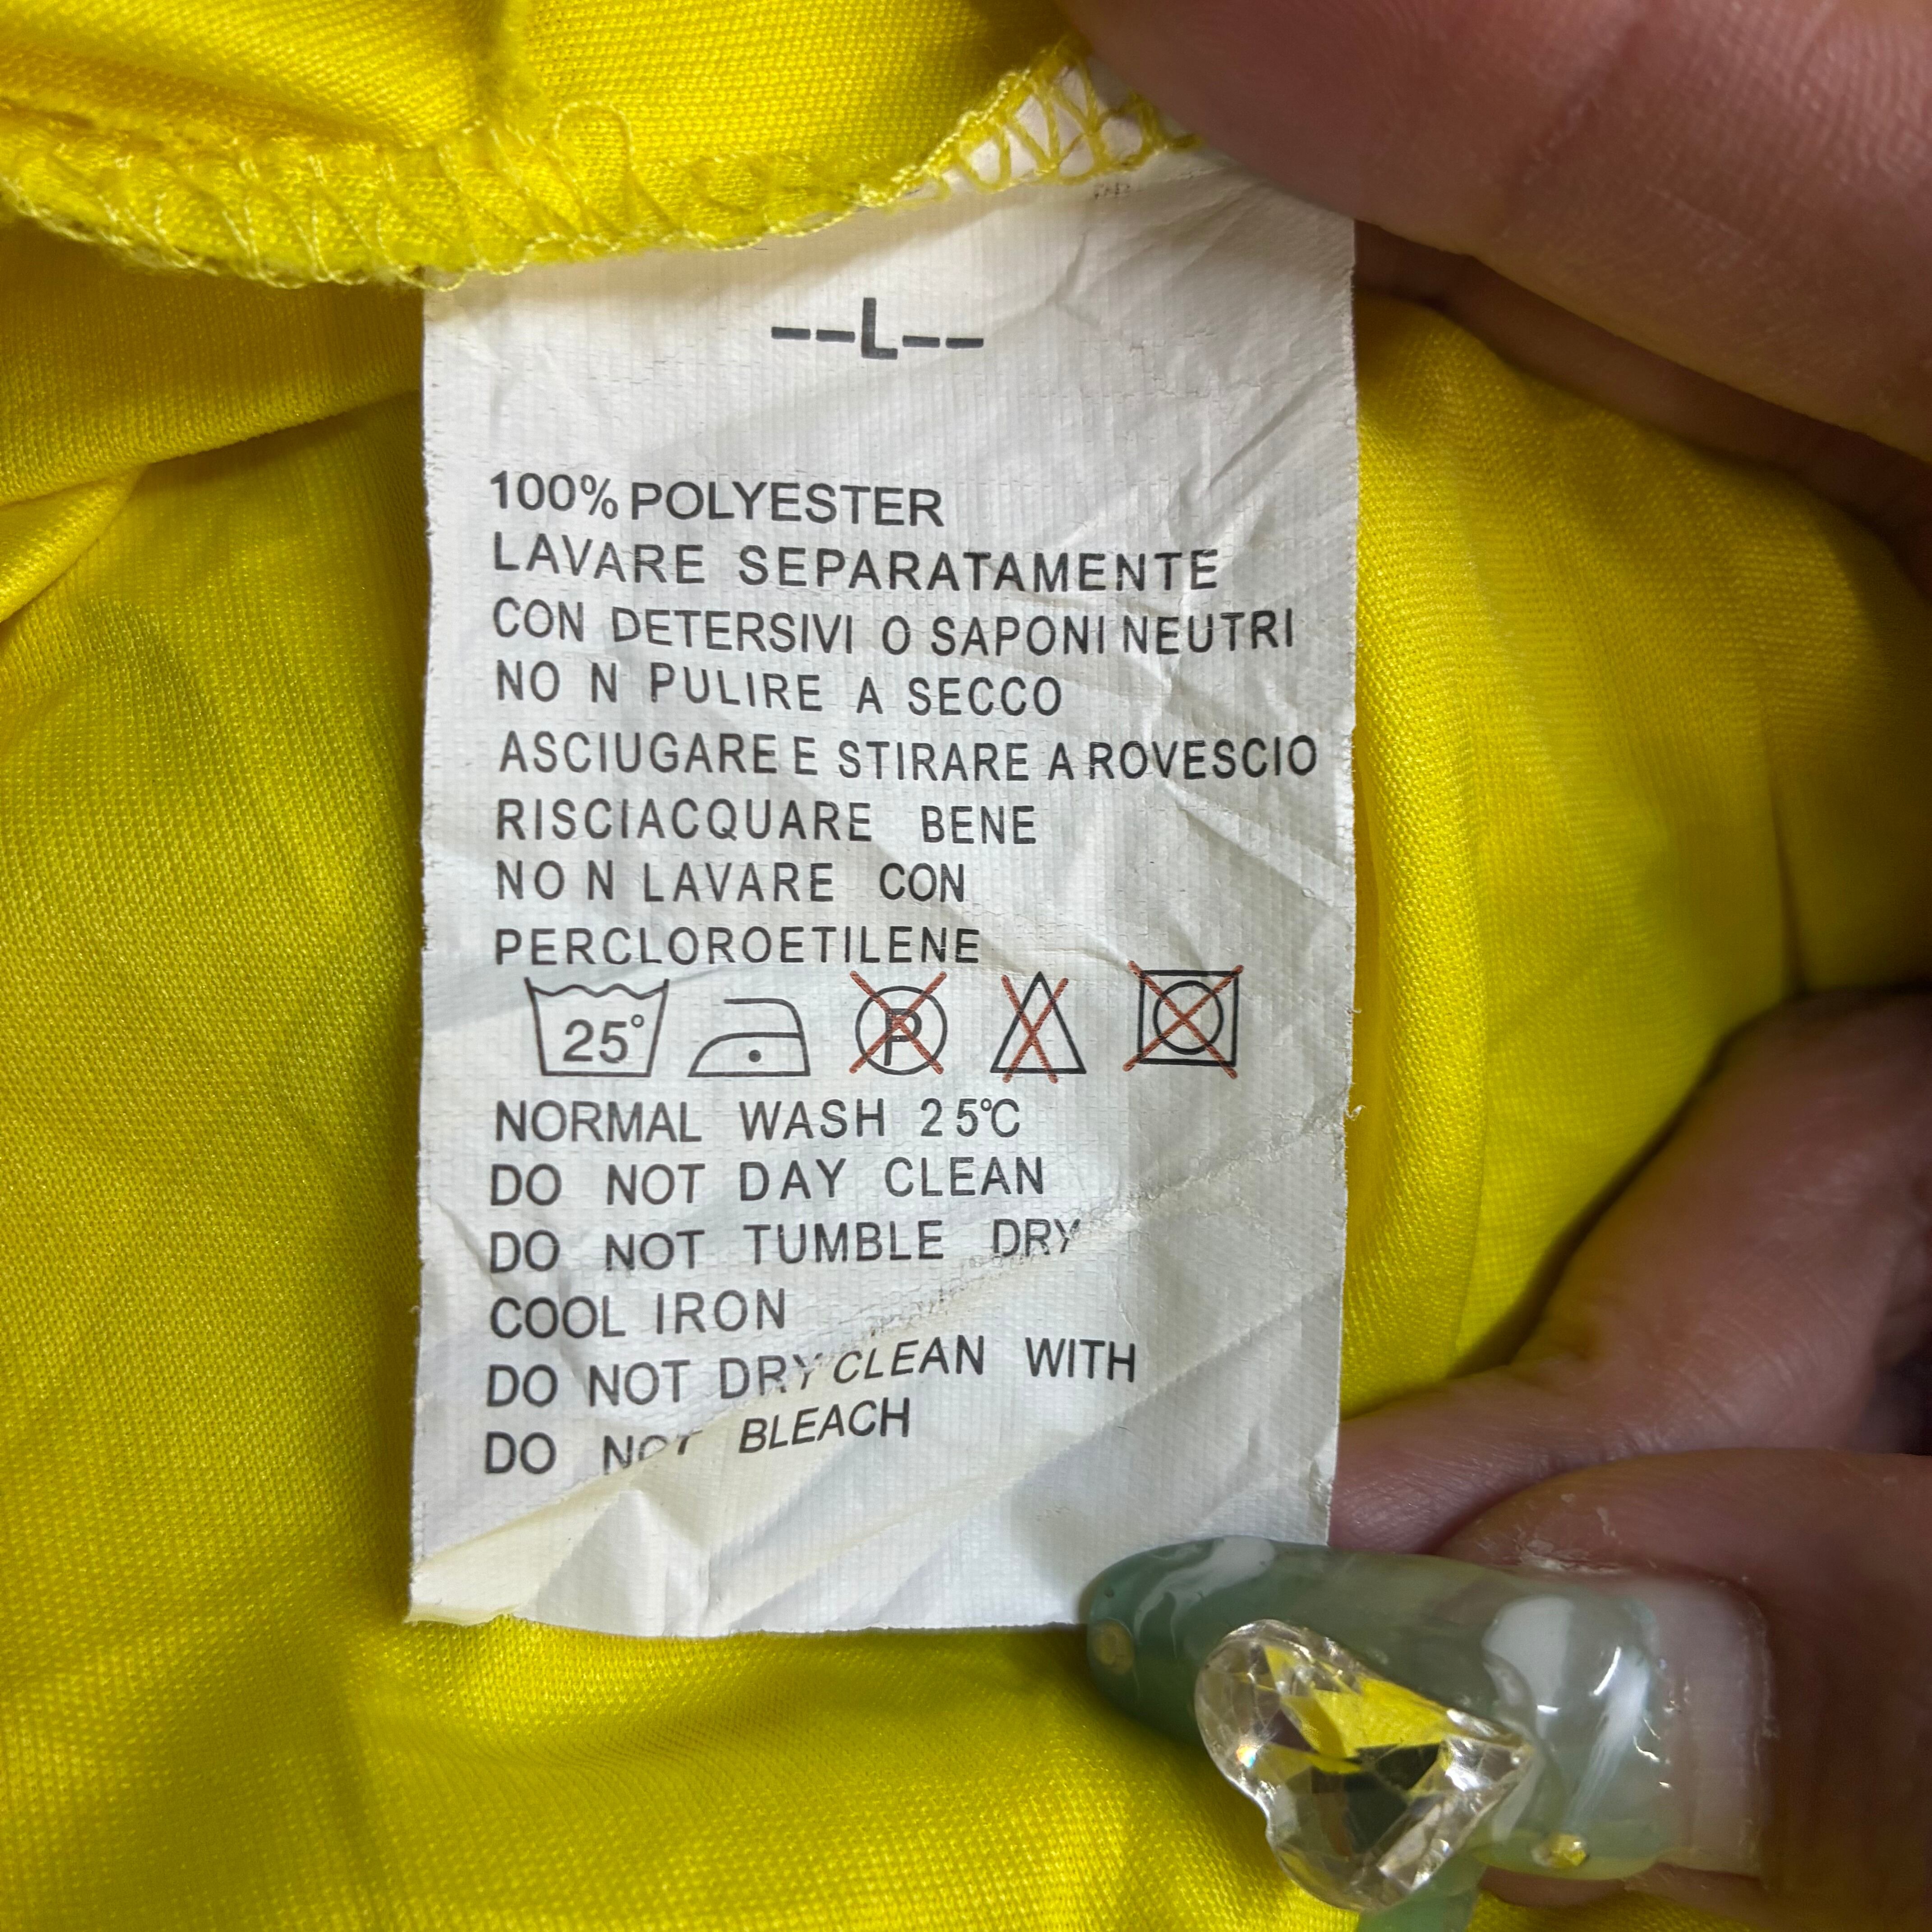 --L--
100% POLYESTER
LAVARE SEPARATAMENTE
CON DETERSIVI O SAPONI NEUTRI
NO N PULIRE A SECCO
ASCIUGARE E STIRARE A ROVESCIO
RISCIACQUARE BENE
NO N LAVARE CON
PERCLOROETILENE
25° P
NORMAL WASH 25℃
DO NOT DAY CLEAN
DO NOT TUMBLE DRY
COOL IRON
DO NOT DRY CLEAN WITH
DO NOT BLEACH